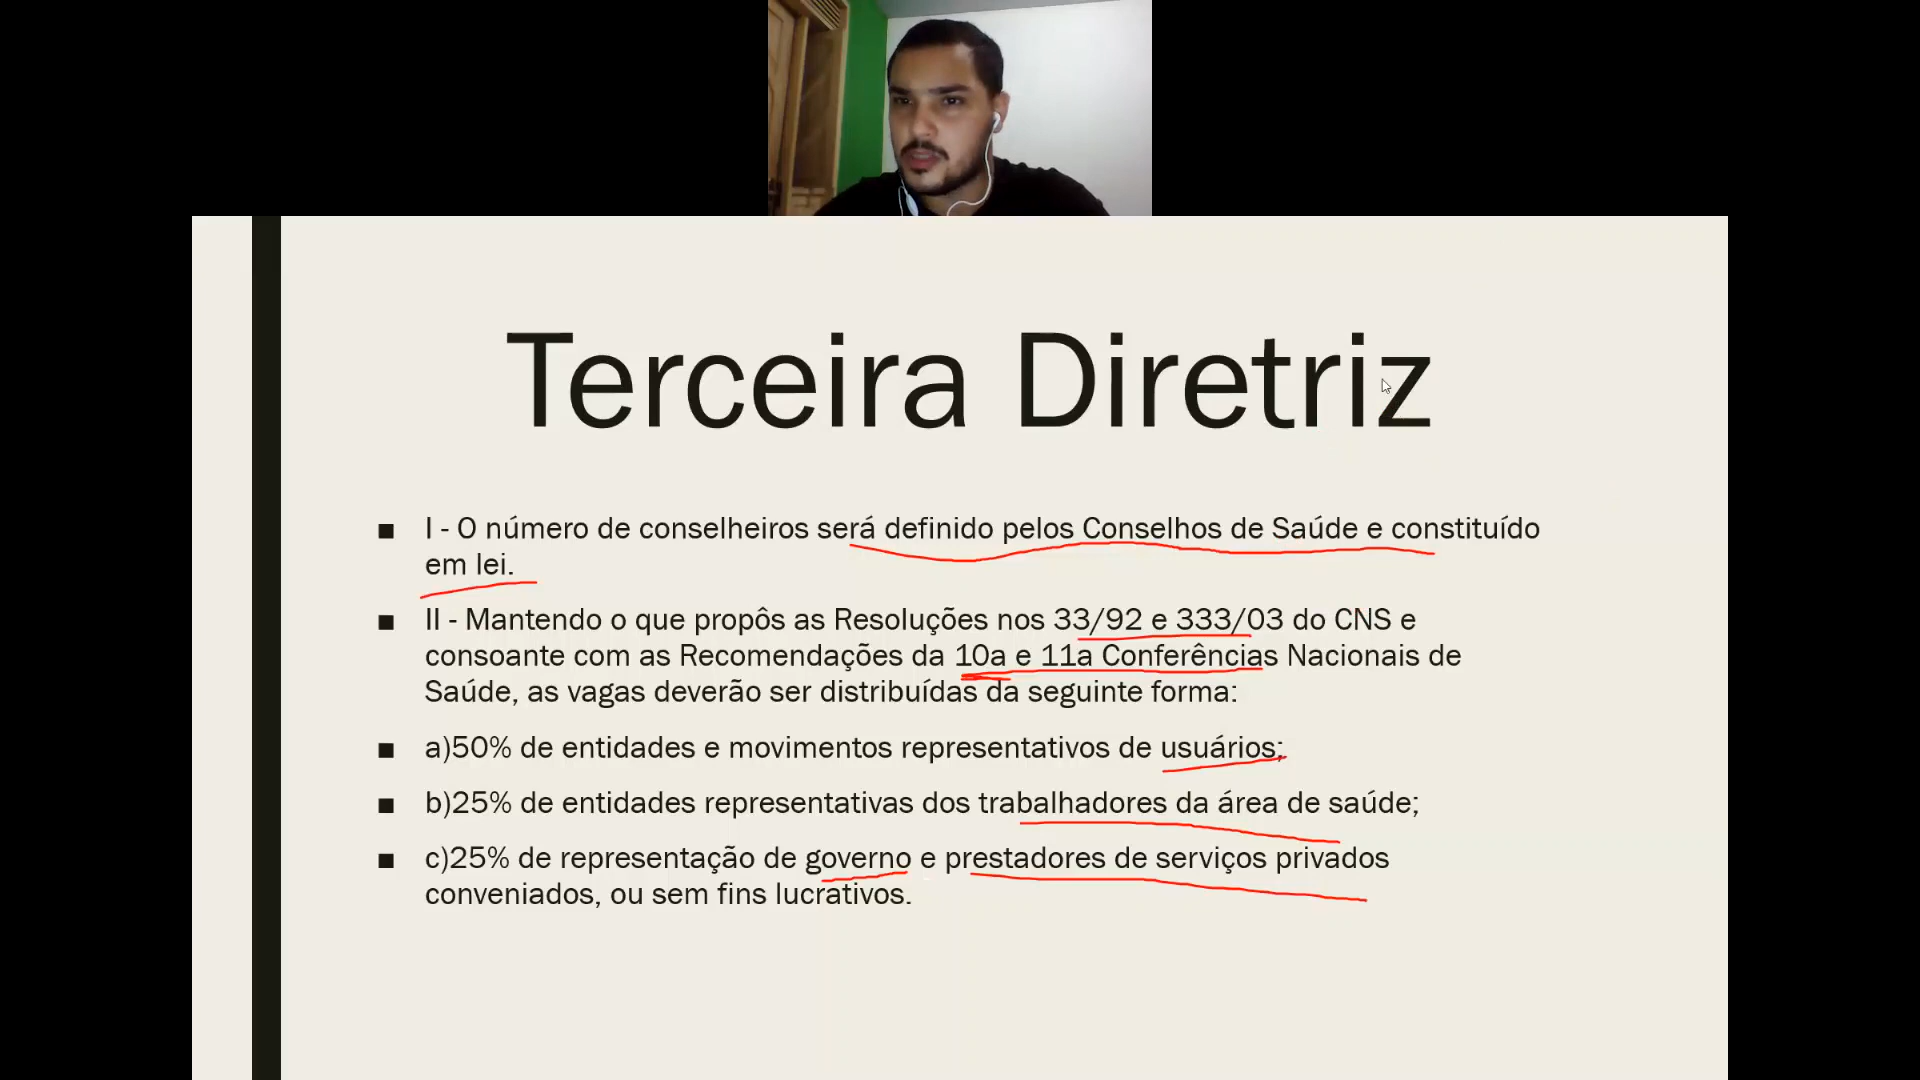 Terceira Diretriz
■ I - O número de conselheiros será definido pelos Conselhos de Saúde e constituído
em lei.
■ II - Mantendo o que propôs as Resoluções nos 33/92 e 333/03 do CNS e
consoante com as Recomendações da 10a e 11a Conferências Nacionais de
Saúde, as vagas deverão ser distribuídas da seguinte forma:
■ a)50% de entidades e movimentos representativos de usuários;
■ b)25% de entidades representativas dos trabalhadores da área de saúde;
■ c)25% de representação de governo e prestadores de serviços privados
conveniados, ou sem fins lucrativos.